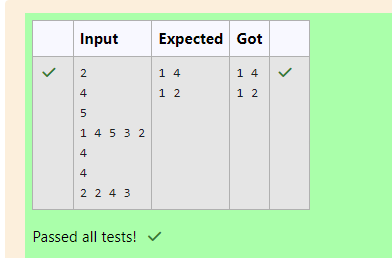 Input Expected Got
2 1 4 1 4
4 1 2 1 2
5
1 4 5 3 2
4
4
2 2 4 3
Passed all tests!